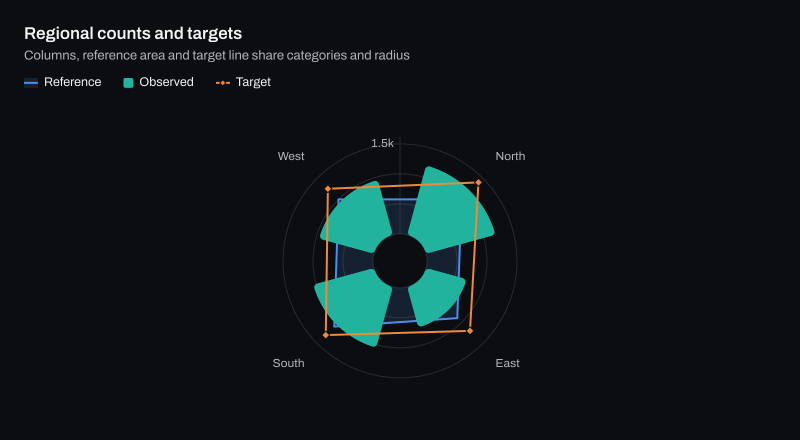 Regional counts and targets
Columns, reference area and target line share categories and radius
Reference Observed Target
1.5k
West North
South East